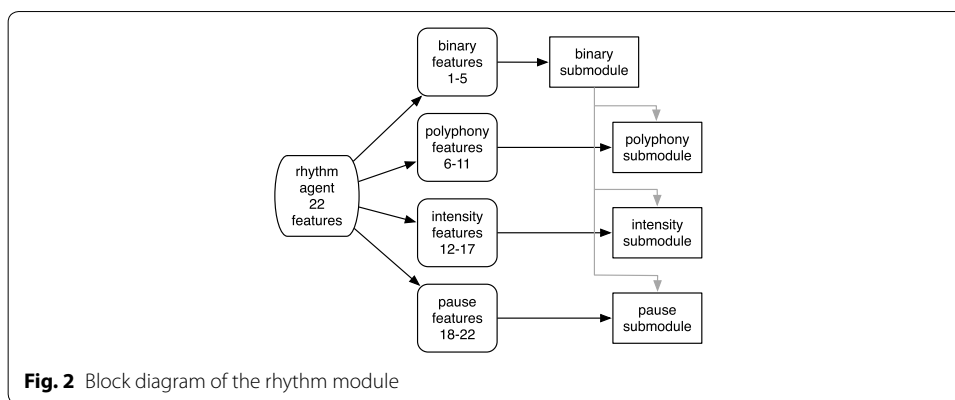 binary
features
1-5
binary
submodule
polyphony
features
6-11
polyphony
submodule
rhythm
agent
22
features
intensity
features
12-17
intensity
submodule
pause
features
18-22
pause
submodule
Fig. 2 Block diagram of the rhythm module